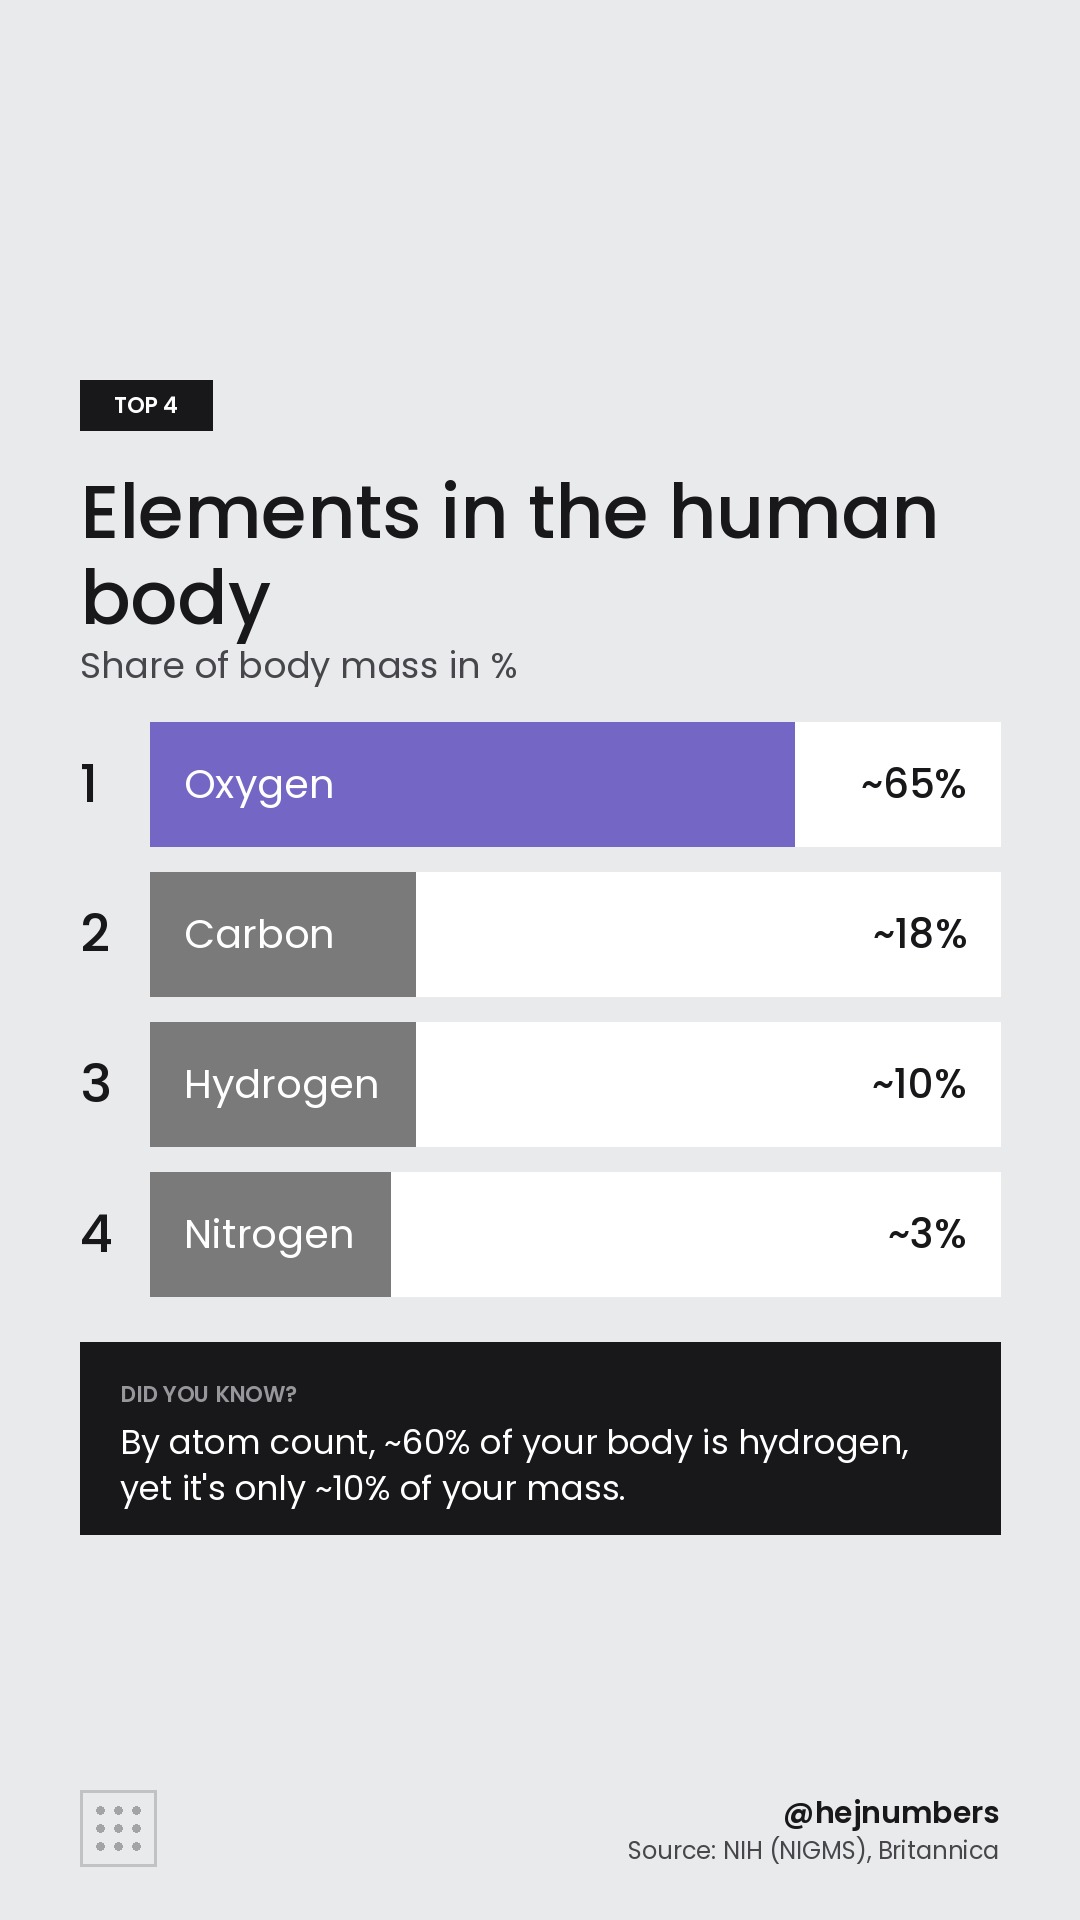 TOP 4
Elements in the human
body
Share of body mass in %
1 Oxygen ~65%
2 Carbon ~18%
3 Hydrogen ~10%
4 Nitrogen ~3%
DID YOU KNOW?
By atom count, ~60% of your body is hydrogen,
yet it's only ~10% of your mass.
@hejnumbers
Source: NIH (NIGMS), Britannica